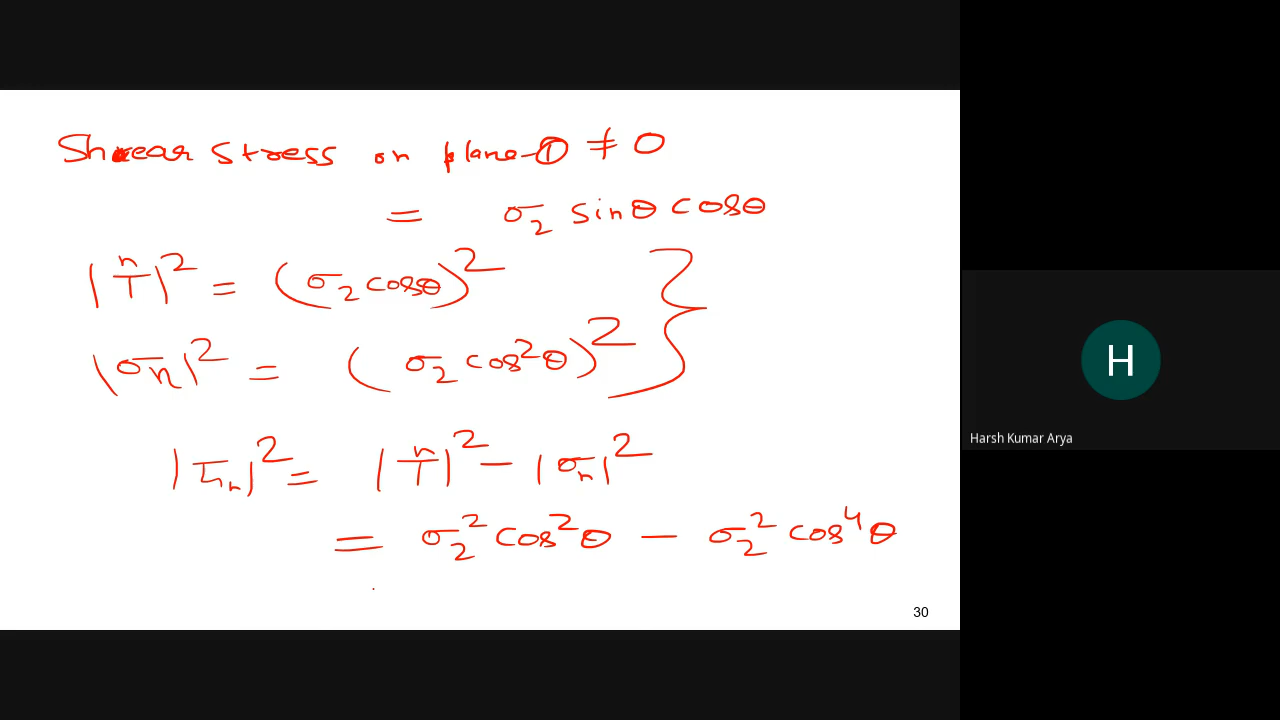 Shear stress on plane-① ≠ 0
= σ₂ sinθ cosθ
|ⁿT|² = (σ₂ cosθ)²
|σn|² = (σ₂ cos²θ)²
|τn|² = |ⁿT|² - |σn|²
= σ₂² cos²θ - σ₂² cos⁴θ
30
H
Harsh Kumar Arya